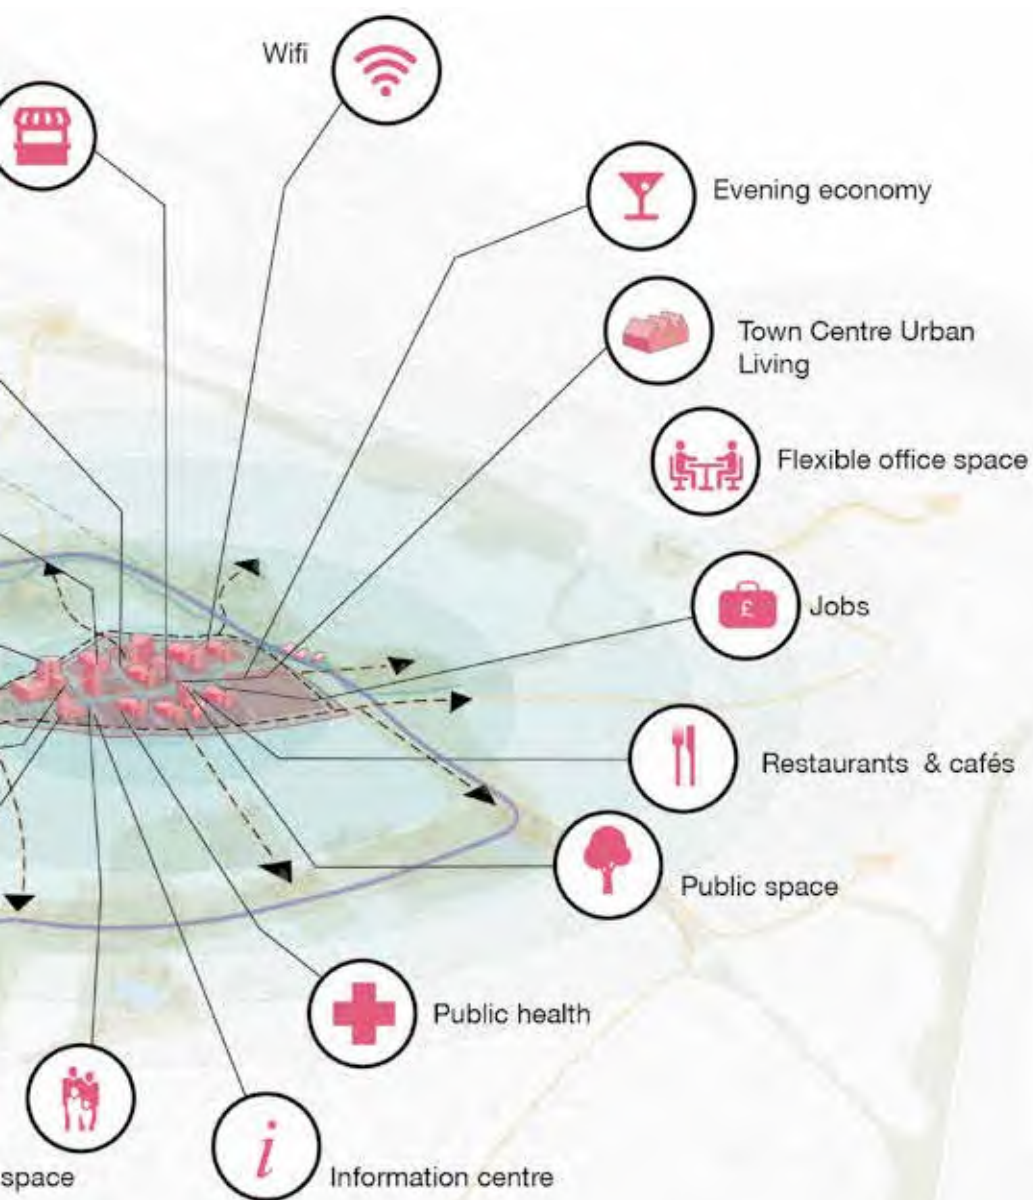 Wifi
Evening economy
Town Centre Urban
Living
Flexible office space
£
Jobs
Restaurants & cafés
Public space
Public health
space
i
Information centre